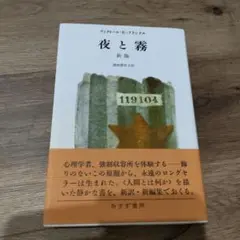 ヴィクトール・E・フランクル
夜と霧
新版
池田香代子訳
119104
心理学者、強制収容所を体験する―飾
りのないこの原題から、永遠のロングセ
ラーは生まれた。〈人間とは何か〉を描
いた静かな書を、新訳・新編集でおくる。
みすず書房